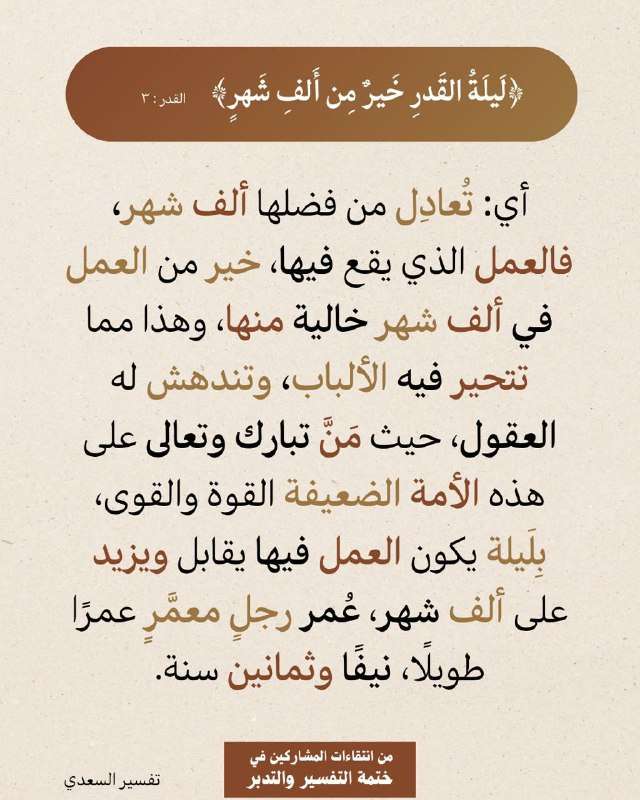 ﴿لَيلَةُ القَدرِ خَيرٌ مِن أَلفِ شَهرٍ﴾ القدر: ٣
أي: تُعادِل من فضلها ألف شهر،
فالعمل الذي يقع فيها، خير من العمل
في ألف شهر خالية منها، وهذا مما
تتحير فيه الألباب، وتندهش له
العقول، حيث مَنَّ تبارك وتعالى على
هذه الأمة الضعيفة القوة والقوى،
بِلَيلة يكون العمل فيها يقابل ويزيد
على ألف شهر، عُمر رجلٍ معمَّرٍ عمرًا
طويلًا، نيفًا وثمانين سنة.
من انتقاءات المشاركين في
ختمة التفسير والتدبر
تفسير السعدي